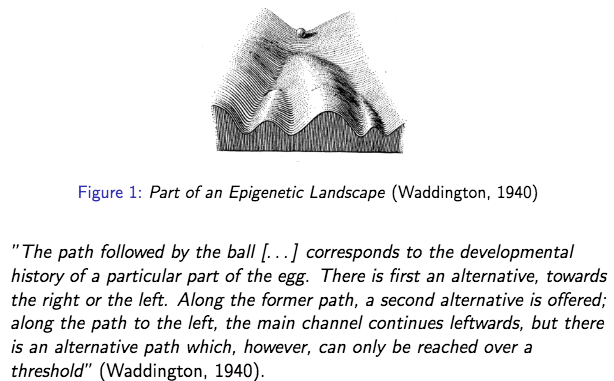 Figure 1: Part of an Epigenetic Landscape (Waddington, 1940)
"The path followed by the ball [...] corresponds to the developmental
history of a particular part of the egg. There is first an alternative, towards
the right or the left. Along the former path, a second alternative is offered;
along the path to the left, the main channel continues leftwards, but there
is an alternative path which, however, can only be reached over a
threshold" (Waddington, 1940).